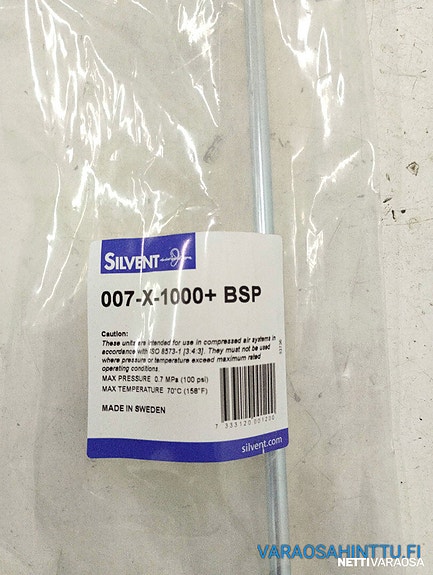 SILVENT
007-X-1000+ BSP
Caution:
These units are intended for use in compressed air systems in
accordance with ISO 8573-1 [3:4:3]. They must not be used
where pressure or temperature exceed maximum rated
operating conditions.
MAX PRESSURE 0.7 MPa (100 psi)
MAX TEMPERATURE 70°C (158°F)
MADE IN SWEDEN
7 333120 001200
silvent.com
VARAOSAHINTTU.FI
NETTIVARAOSA